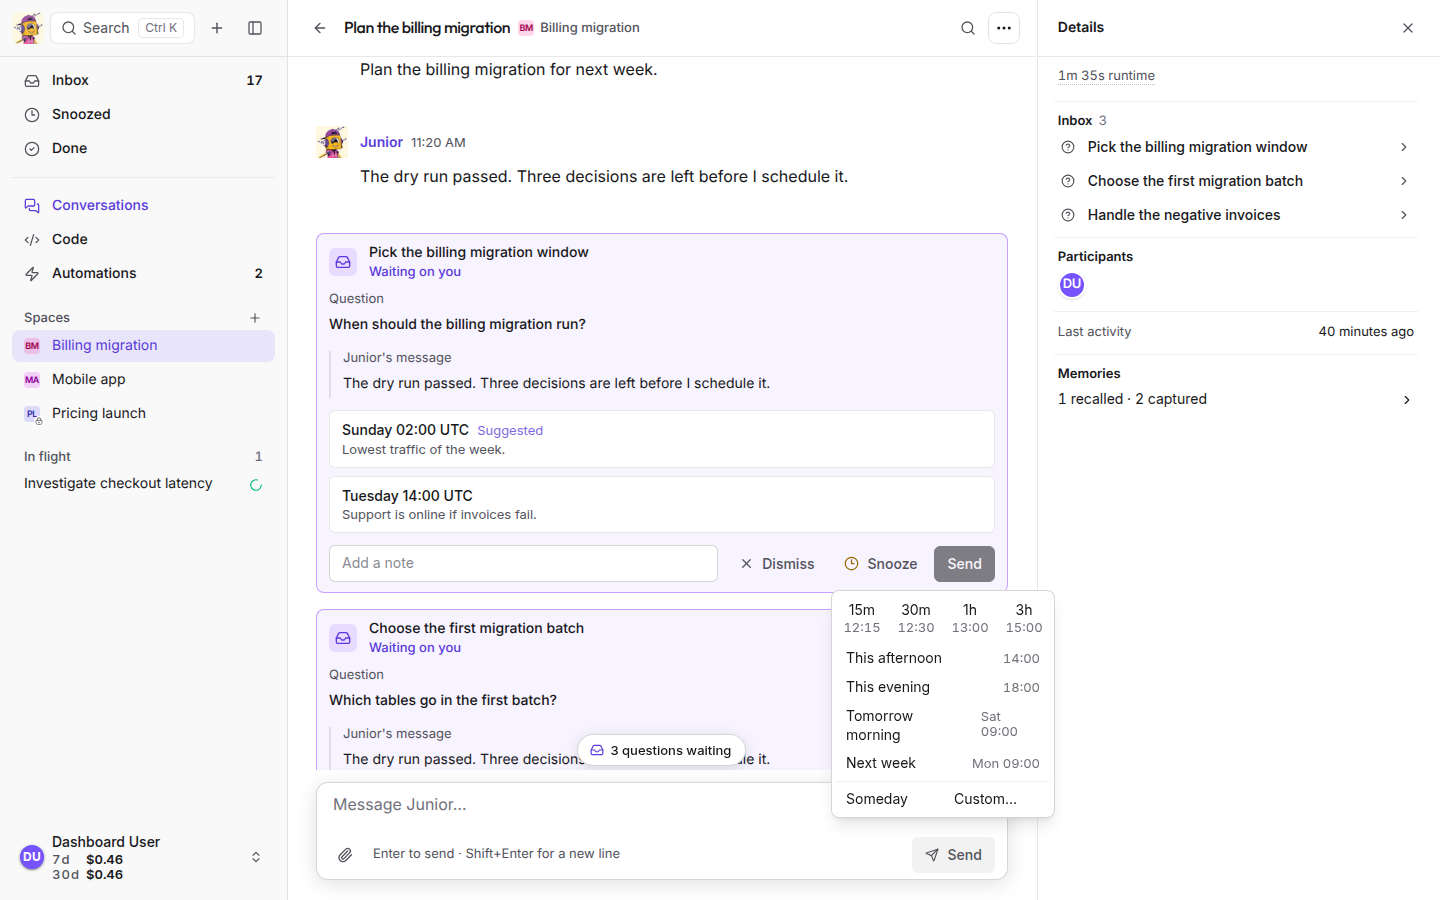 Search Ctrl K
Inbox 17
Snoozed
Done
Conversations
Code
Automations 2
Spaces
BM Billing migration
MA Mobile app
PL Pricing launch
In flight 1
Investigate checkout latency
DU Dashboard User
7d $0.46
30d $0.46
Plan the billing migration BM Billing migration
Plan the billing migration for next week.
Junior 11:20 AM
The dry run passed. Three decisions are left before I schedule it.
Pick the billing migration window
Waiting on you
Question
When should the billing migration run?
Junior's message
The dry run passed. Three decisions are left before I schedule it.
Sunday 02:00 UTC Suggested
Lowest traffic of the week.
Tuesday 14:00 UTC
Support is online if invoices fail.
Add a note Dismiss Snooze Send
15m 30m 1h 3h
12:15 12:30 13:00 15:00
This afternoon 14:00
This evening 18:00
Tomorrow morning Sat 09:00
Next week Mon 09:00
Someday Custom...
Choose the first migration batch
Waiting on you
Question
Which tables go in the first batch?
Junior's message
The dry run passed. Three decisions le it.
3 questions waiting
Message Junior...
Enter to send · Shift+Enter for a new line Send
Details
1m 35s runtime
Inbox 3
Pick the billing migration window
Choose the first migration batch
Handle the negative invoices
Participants
DU
Last activity 40 minutes ago
Memories
1 recalled · 2 captured